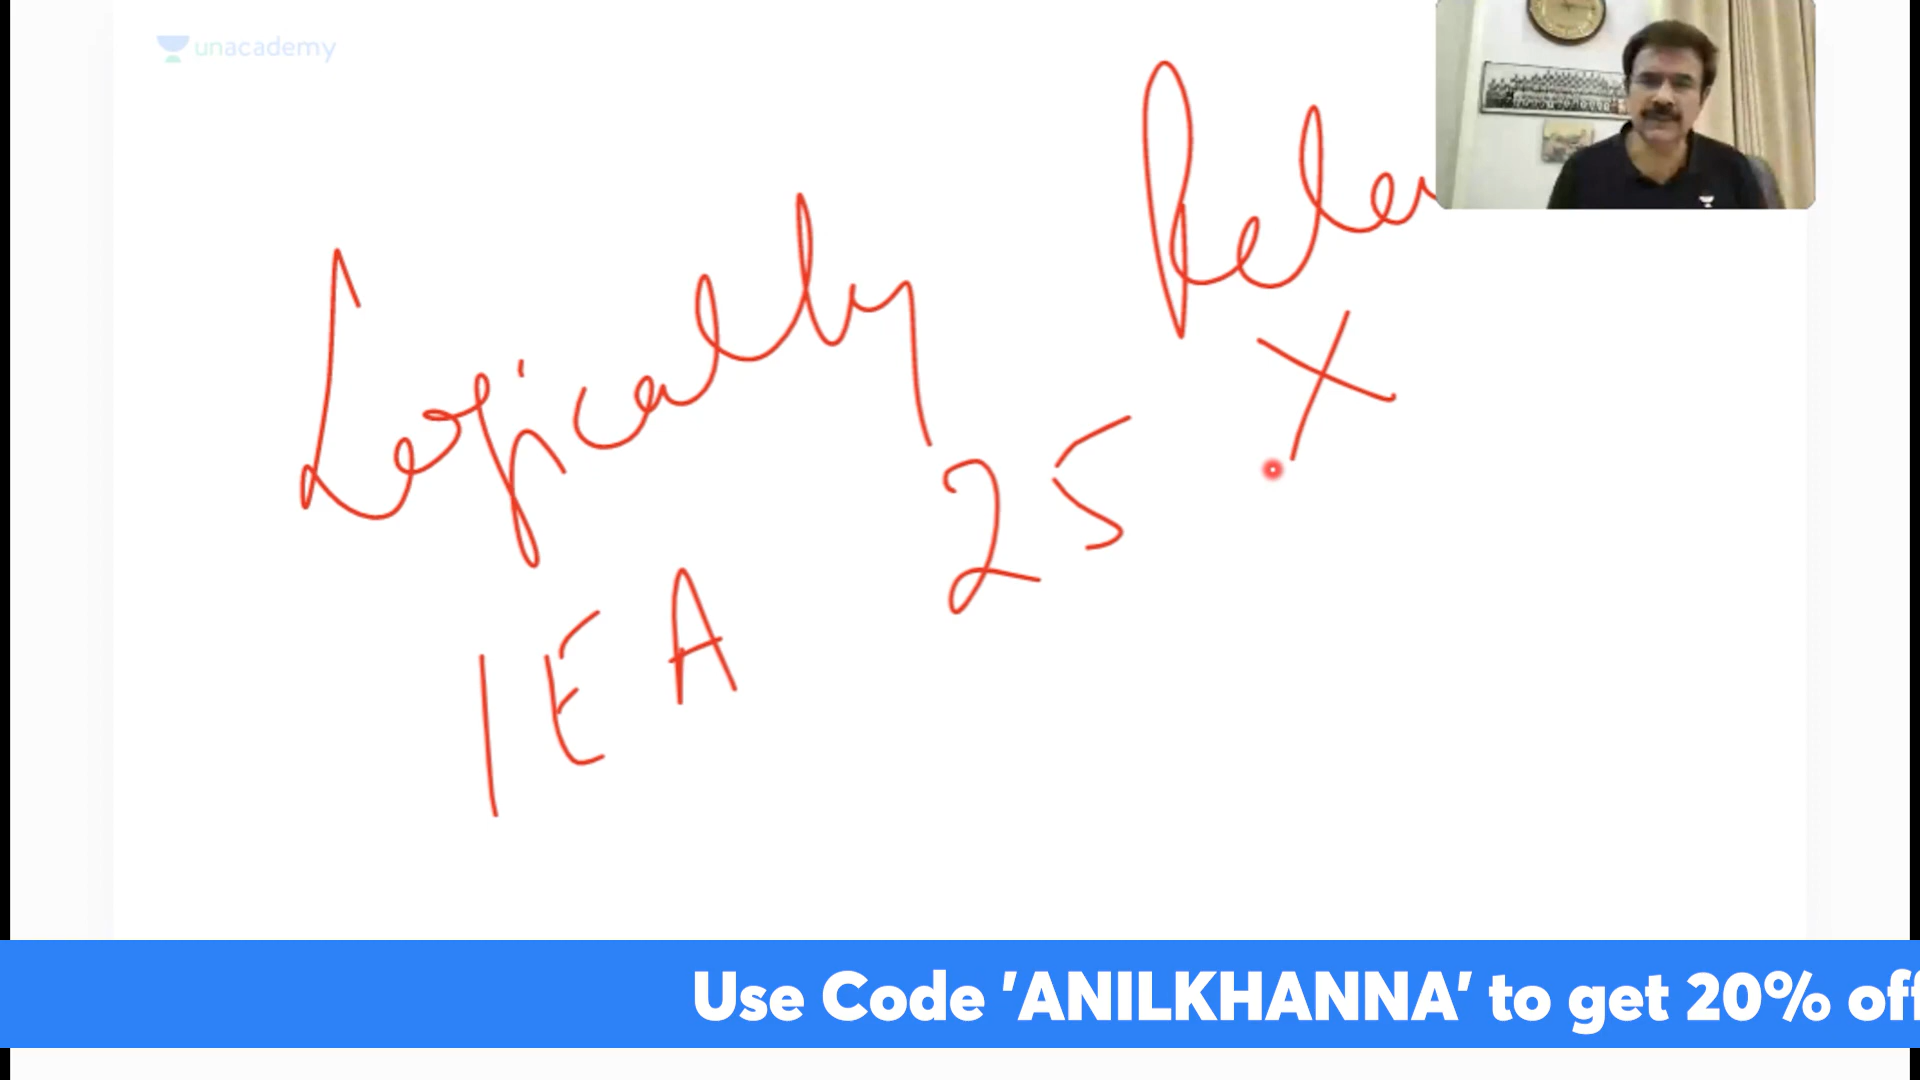 unacademy
Logically Relev
25 X
IEA
Use Code 'ANILKHANNA' to get 20% off